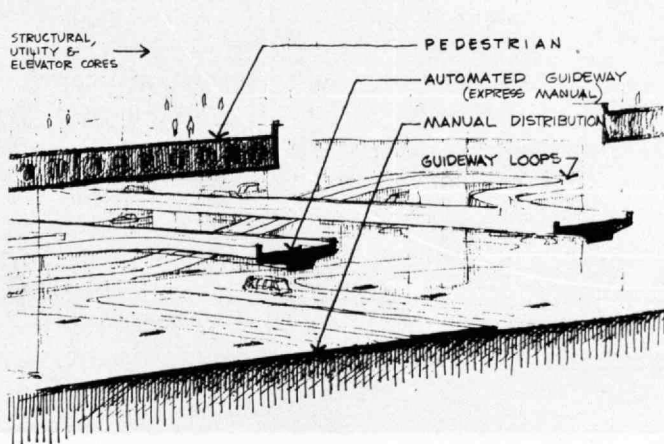 STRUCTURAL,
UTILITY &
ELEVATOR CORES
PEDESTRIAN
AUTOMATED GUIDEWAY
(EXPRESS MANUAL)
MANUAL DISTRIBUTION
GUIDEWAY LOOPS